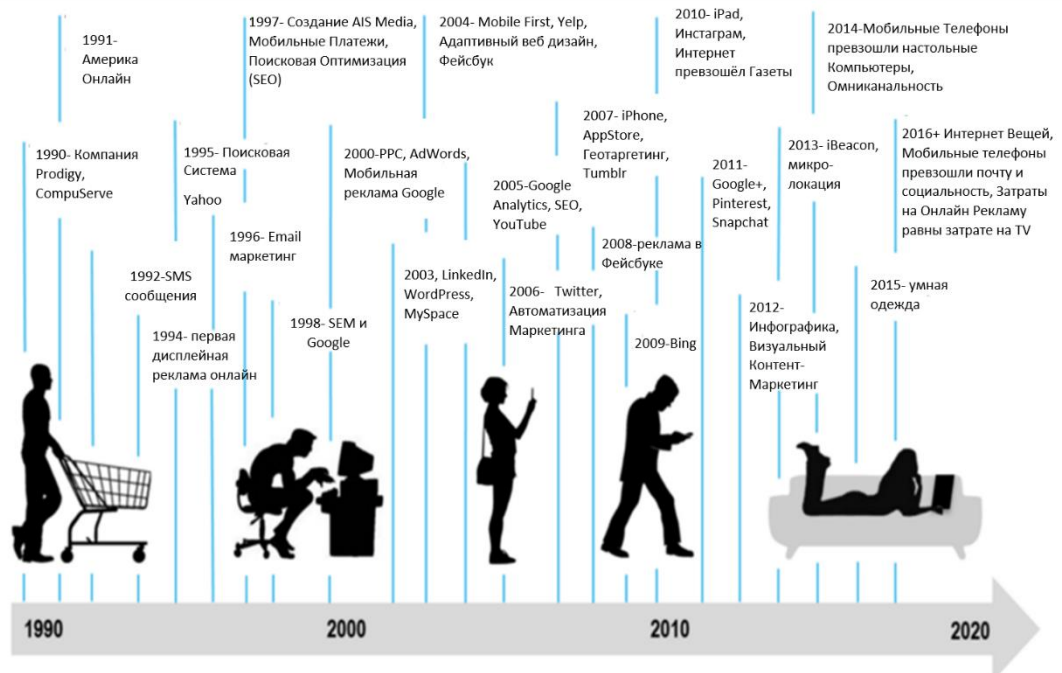 1991-
Америка
Онлайн
1997- Создание AIS Media,
Мобильные Платежи,
Поисковая Оптимизация
(SEO)
2004- Mobile First, Yelp,
Адаптивный веб дизайн,
Фейсбук
2010- iPad,
Инстаграм,
Интернет
превзошёл Газеты
2014-Мобильные Телефоны
превзошли настольные
Компьютеры,
Омниканальность
1990- Компания
Prodigy,
CompuServe
1995- Поисковая
Система
Yahoo
2000-PPC, AdWords,
Мобильная
реклама Google
2007- iPhone,
AppStore,
Геотаргетинг,
Tumblr
2013- iBeacon,
микро-
локация
2016+ Интернет Вещей,
Мобильные телефоны
превзошли почту и
социальность, Затраты
на Онлайн Рекламу
равны затрате на TV
2005-Google
Analytics, SEO,
YouTube
2011-
Google+,
Pinterest,
Snapchat
1996- Email
маркетинг
2008-реклама в
Фейсбуке
1992-SMS
сообщения
2003, LinkedIn,
WordPress,
MySpace
2006- Twitter,
Автоматизация
Маркетинга
2015- умная
одежда
1994- первая
дисплейная
реклама онлайн
1998- SEM и
Google
2009-Bing
2012-
Инфографика,
Визуальный
Контент-
Маркетинг
1990
2000
2010
2020